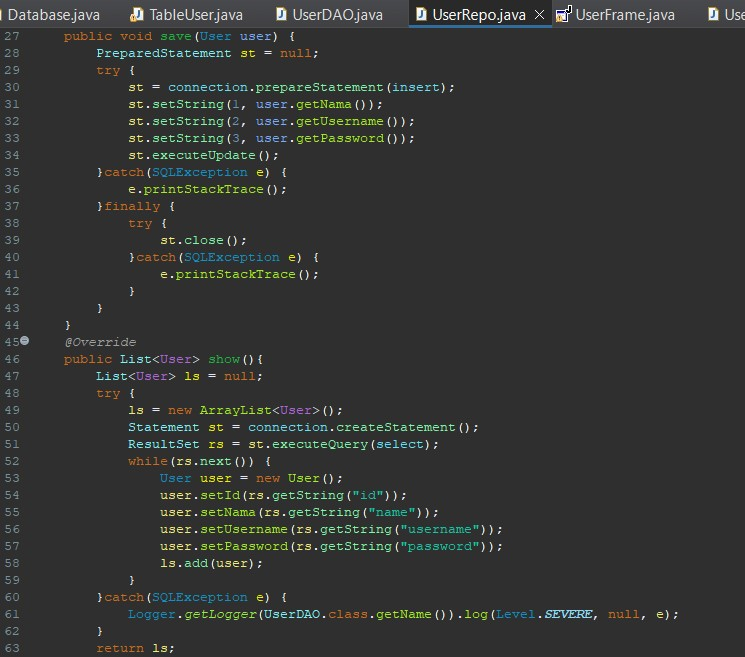 Database.java TableUser.java UserDAO.java UserRepo.java UserFrame.java Use
27 public void save(User user) {
28 PreparedStatement st = null;
29 try {
30 st = connection.prepareStatement(insert);
31 st.setString(1, user.getNama());
32 st.setString(2, user.getUsername());
33 st.setString(3, user.getPassword());
34 st.executeUpdate();
35 }catch(SQLException e) {
36 e.printStackTrace();
37 }finally {
38 try {
39 st.close();
40 }catch(SQLException e) {
41 e.printStackTrace();
42 }
43 }
44 }
45 @Override
46 public List<User> show(){
47 List<User> ls = null;
48 try {
49 ls = new ArrayList<User>();
50 Statement st = connection.createStatement();
51 ResultSet rs = st.executeQuery(select);
52 while(rs.next()) {
53 User user = new User();
54 user.setId(rs.getString("id"));
55 user.setNama(rs.getString("name"));
56 user.setUsername(rs.getString("username"));
57 user.setPassword(rs.getString("password"));
58 ls.add(user);
59 }
60 }catch(SQLException e) {
61 Logger.getLogger(UserDAO.class.getName()).log(Level.SEVERE, null, e);
62 }
63 return ls;